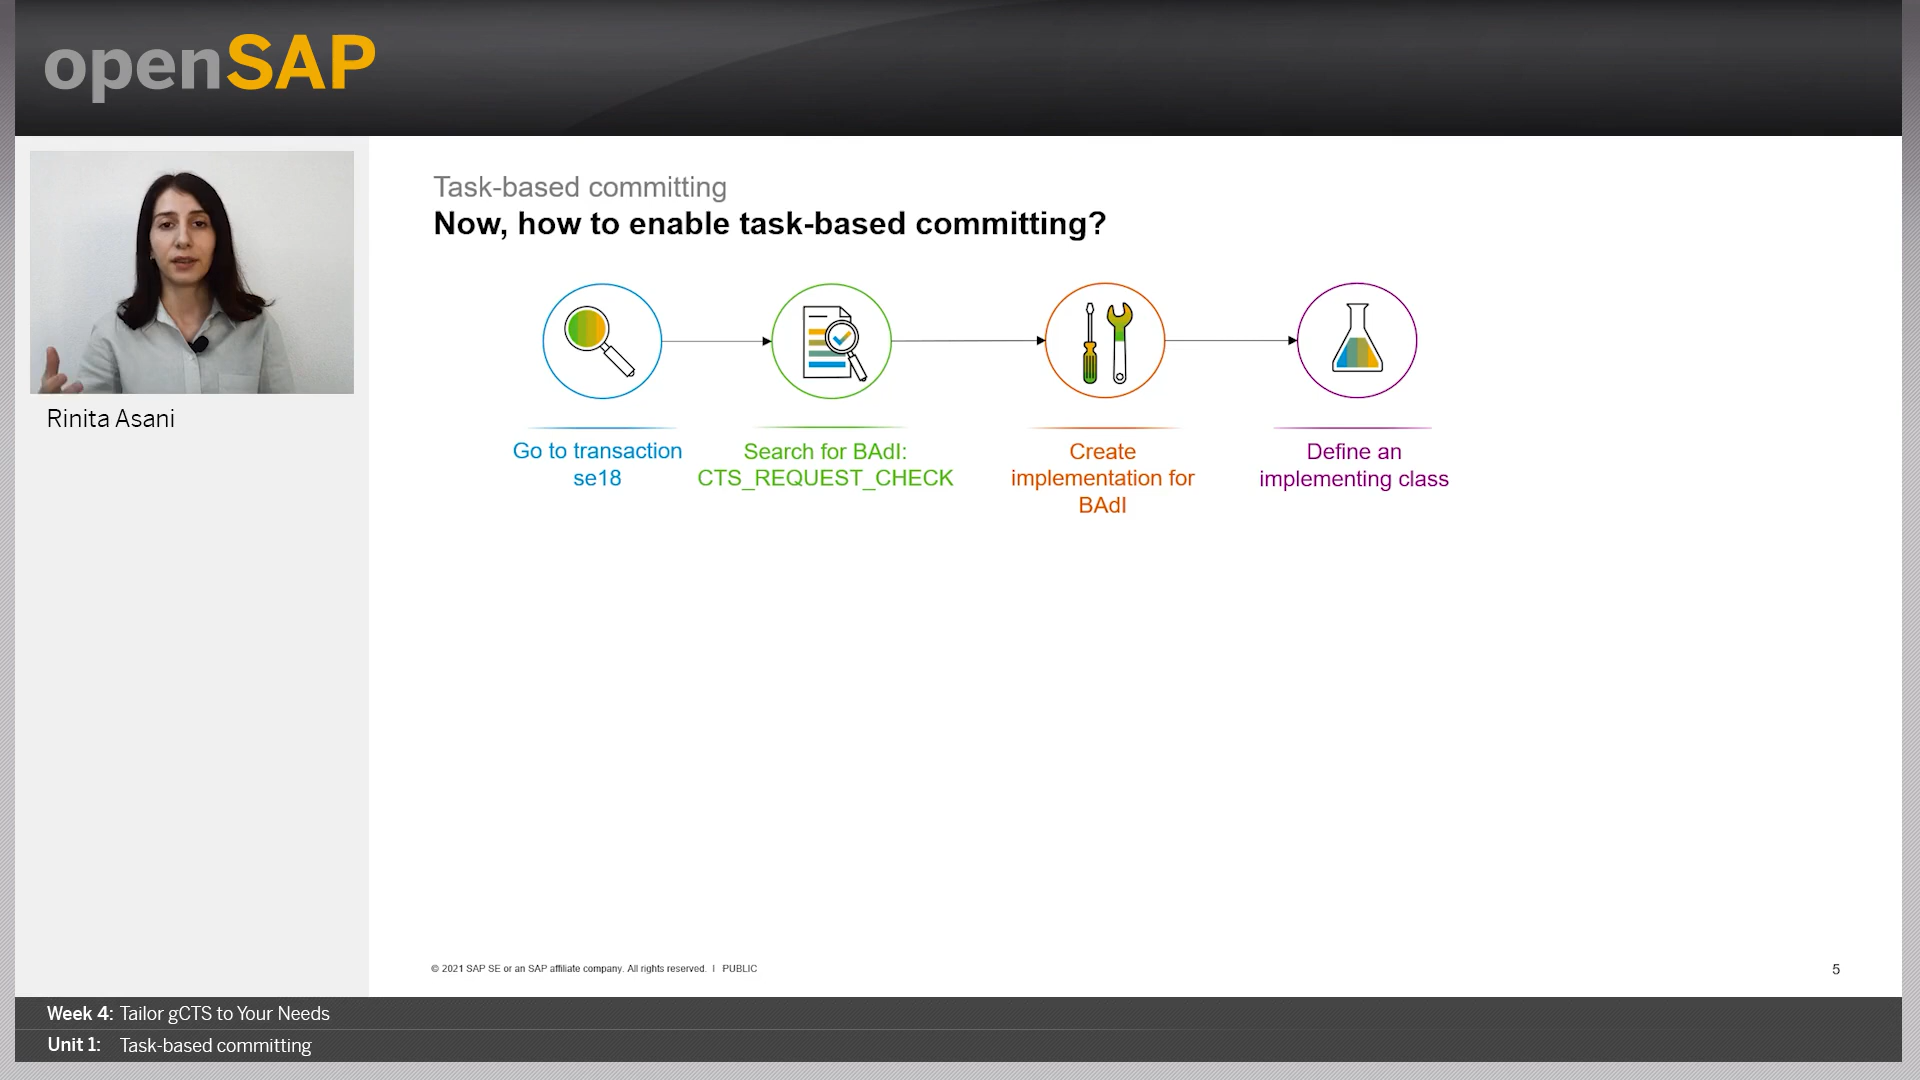 openSAP
Rinita Asani
Task-based committing
Now, how to enable task-based committing?
Go to transaction
se18
Search for BAdI:
CTS_REQUEST_CHECK
Create
implementation for
BAdI
Define an
implementing class
© 2021 SAP SE or an SAP affiliate company. All rights reserved. | PUBLIC
5
Week 4: Tailor gCTS to Your Needs
Unit 1: Task-based committing